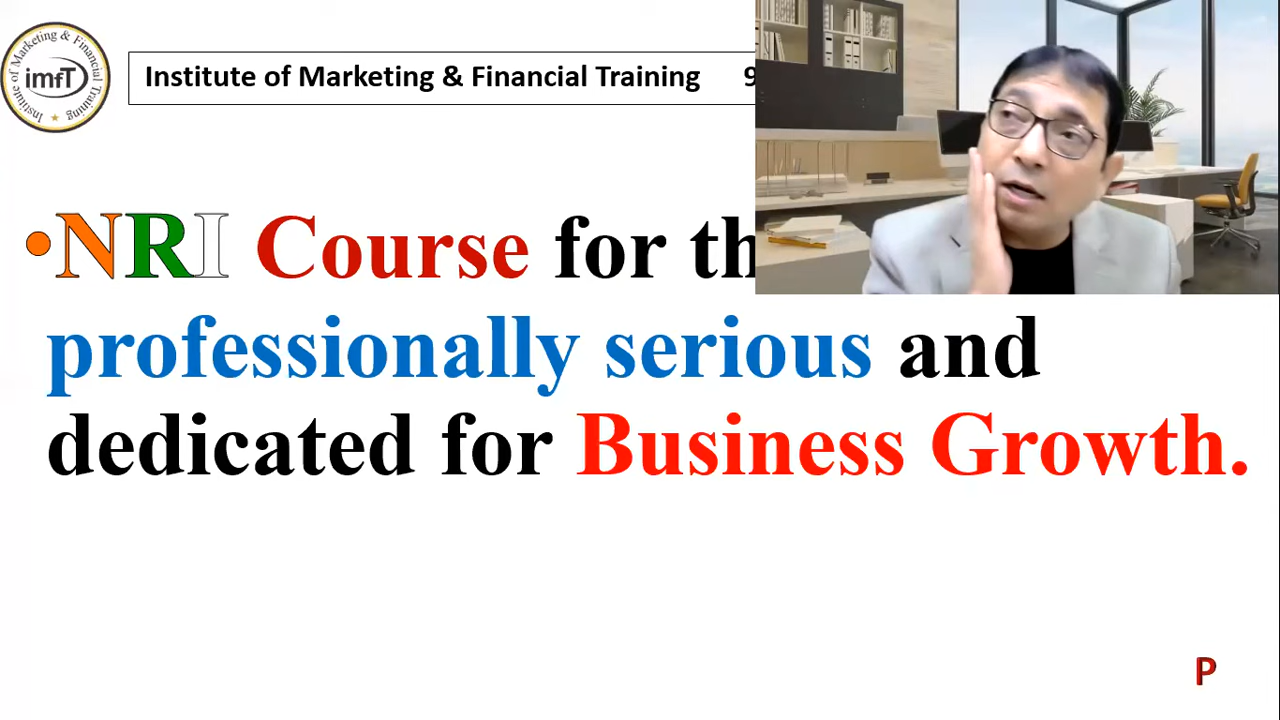 Institute of Marketing & Financial Training
imfT
Institute of Marketing & Financial Training 9
•NRI Course for th
professionally serious and
dedicated for Business Growth.
P